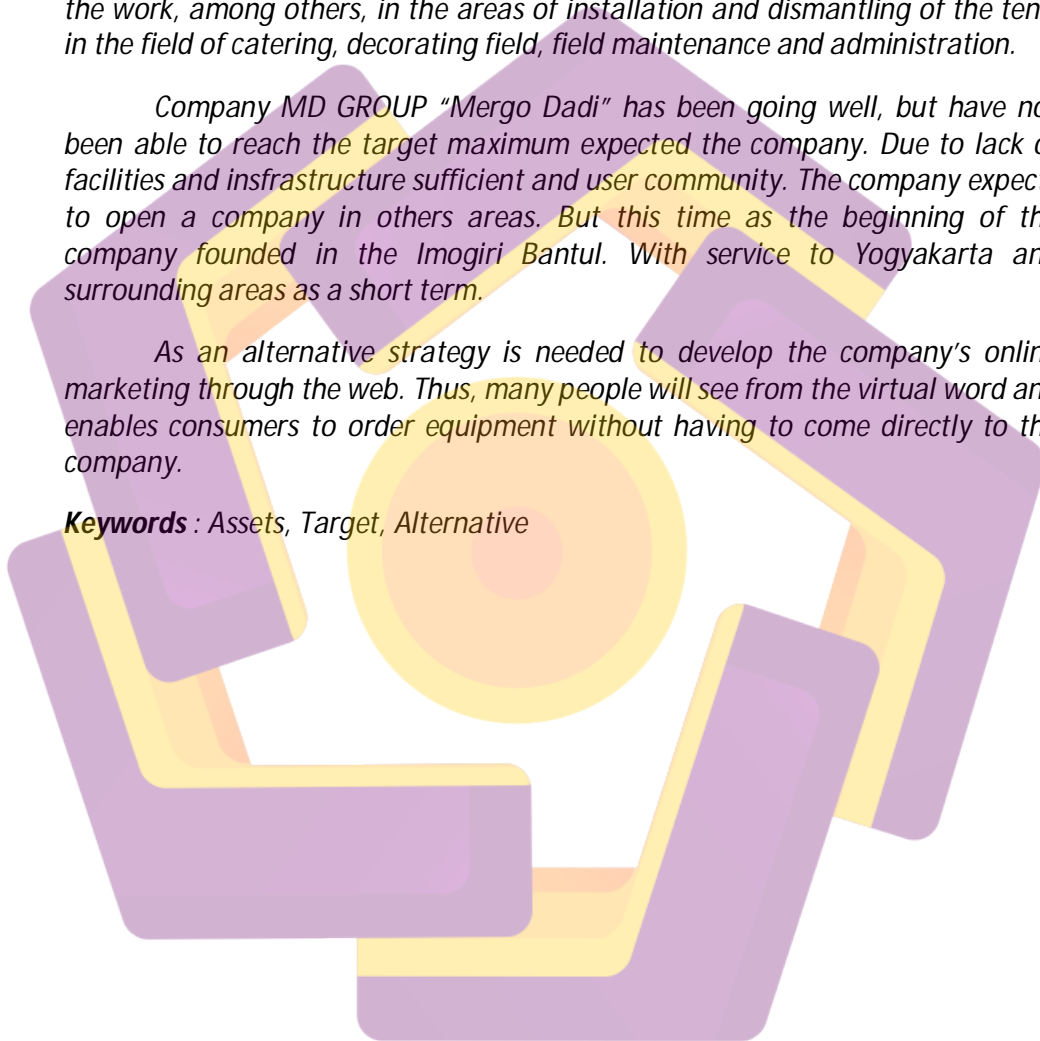 the work, among others, in the areas of installation and dismantling of the ten
in the field of catering, decorating field, field maintenance and administration.
Company MD GROUP “Mergo Dadi” has been going well, but have no
been able to reach the target maximum expected the company. Due to lack o
facilities and insfrastructure sufficient and user community. The company expec
to open a company in others areas. But this time as the beginning of th
company founded in the Imogiri Bantul. With service to Yogyakarta an
surrounding areas as a short term.
As an alternative strategy is needed to develop the company’s onlin
marketing through the web. Thus, many people will see from the virtual word an
enables consumers to order equipment without having to come directly to th
company.
Keywords : Assets, Target, Alternative